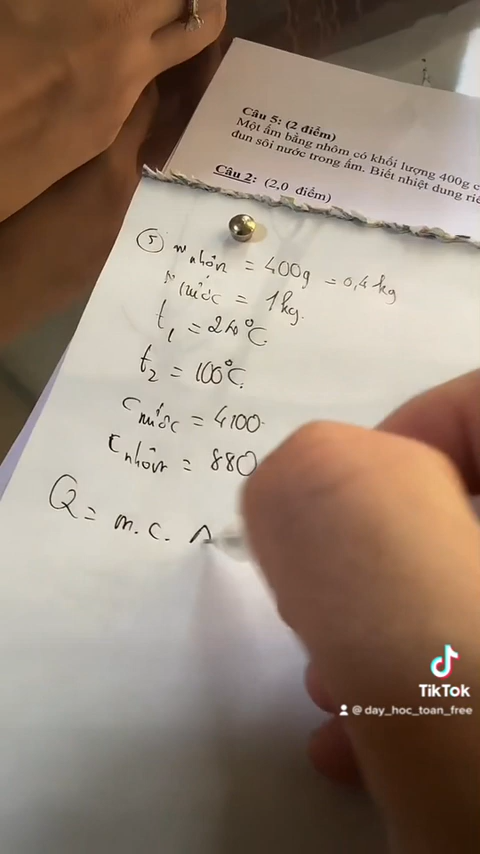 Câu 5: (2 điểm)
Một ấm bằng nhôm có khối lượng 400g c
đun sôi nước trong ấm. Biết nhiệt dung riê
Câu 2: (2,0 điểm)
5 m nhôm = 400g = 0,4 kg
m nước = 1 kg.
t1 = 20°C
t2 = 100°C.
C nước = 4100
C nhôm = 880
Q = m.c.
TikTok
@day_hoc_toan_free